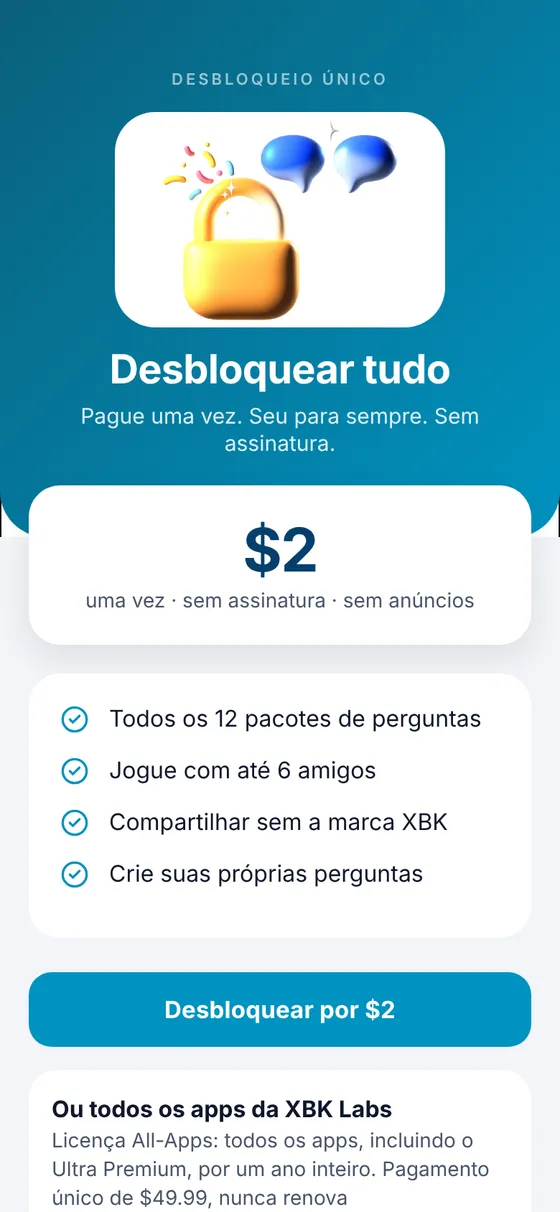 DESBLOQUEIO ÚNICO
Desbloquear tudo
Pague uma vez. Seu para sempre. Sem
assinatura.
$2
uma vez · sem assinatura · sem anúncios
Todos os 12 pacotes de perguntas
Jogue com até 6 amigos
Compartilhar sem a marca XBK
Crie suas próprias perguntas
Desbloquear por $2
Ou todos os apps da XBK Labs
Licença All-Apps: todos os apps, incluindo o
Ultra Premium, por um ano inteiro. Pagamento
único de $49.99, nunca renova